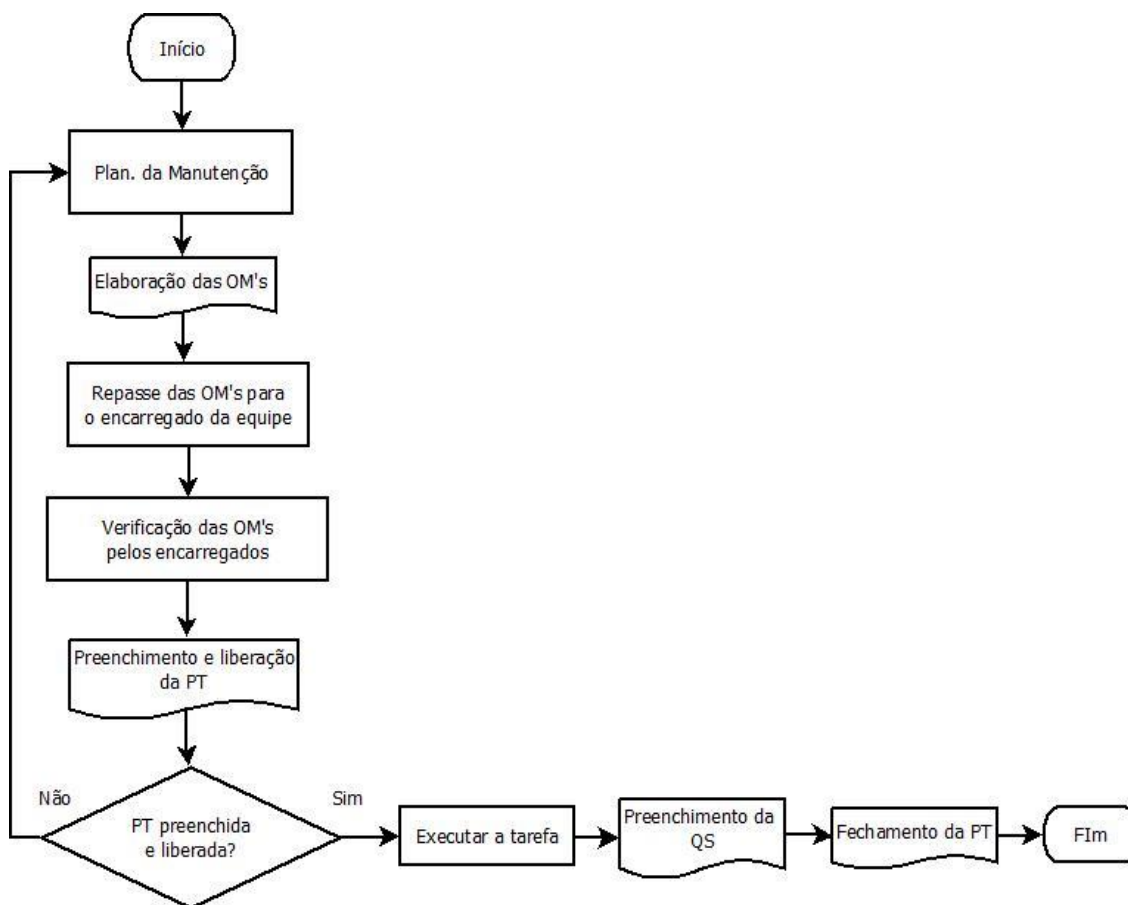 Início
Plan. da Manutenção
Elaboração das OM's
Repasse das OM's para
o encarregado da equipe
Verificação das OM's
pelos encarregados
Preenchimento e liberação
da PT
Não
Sim
PT preenchida
e liberada?
Executar a tarefa
Preenchimento da
QS
Fechamento da PT
FIm